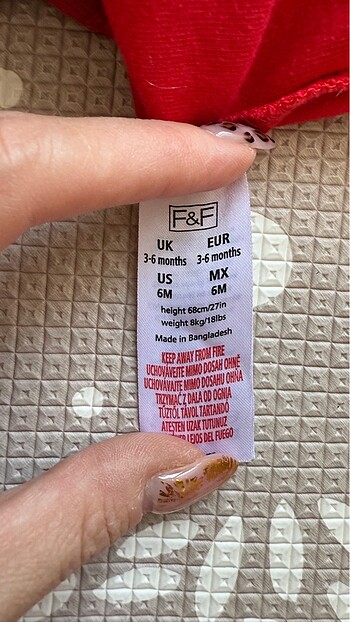 F&F
UK EUR
3-6 months 3-6 months
US MX
6M 6M
height 68cm/27in
weight 8kg/18lbs
Made in Bangladesh
KEEP AWAY FROM FIRE
UCHOVÁVEJTE MIMO DOSAH OHNĚ
UCHOVÁVAJTE MIMO DOSAHU OHŇA
TRZYMAĆ Z DALA OD OGNIA
TŰZTŐL TÁVOL TARTANDÓ
ATEŞTEN UZAK TUTUNUZ
LEJOS DEL FUEGO